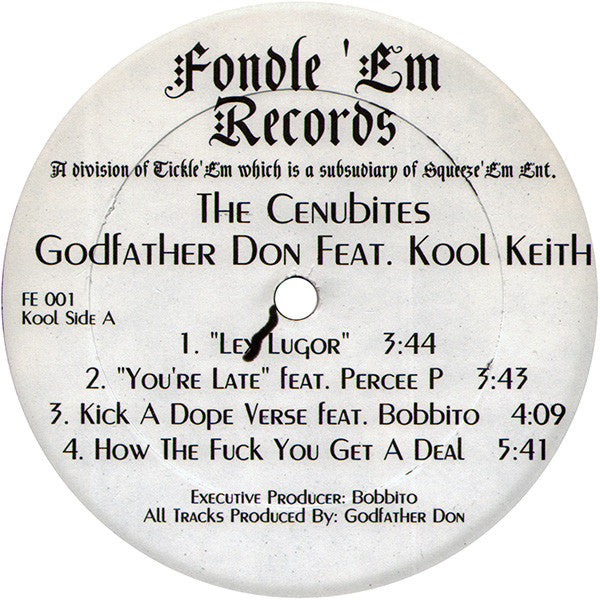 Fondle 'Em
Records
A division of Tickle'Em which is a subsudiary of Squeeze'Em Ent.
The Cenubites
Godfather Don Feat. Kool Keith
FE 001
Kool Side A
1. "Lex Lugor" 3:44
2. "You're Late" feat. Percee P 3:43
3. Kick A Dope Verse feat. Bobbito 4:09
4. How The Fuck You Get A Deal 5:41
Executive Producer: Bobbito
All Tracks Produced By: Godfather Don